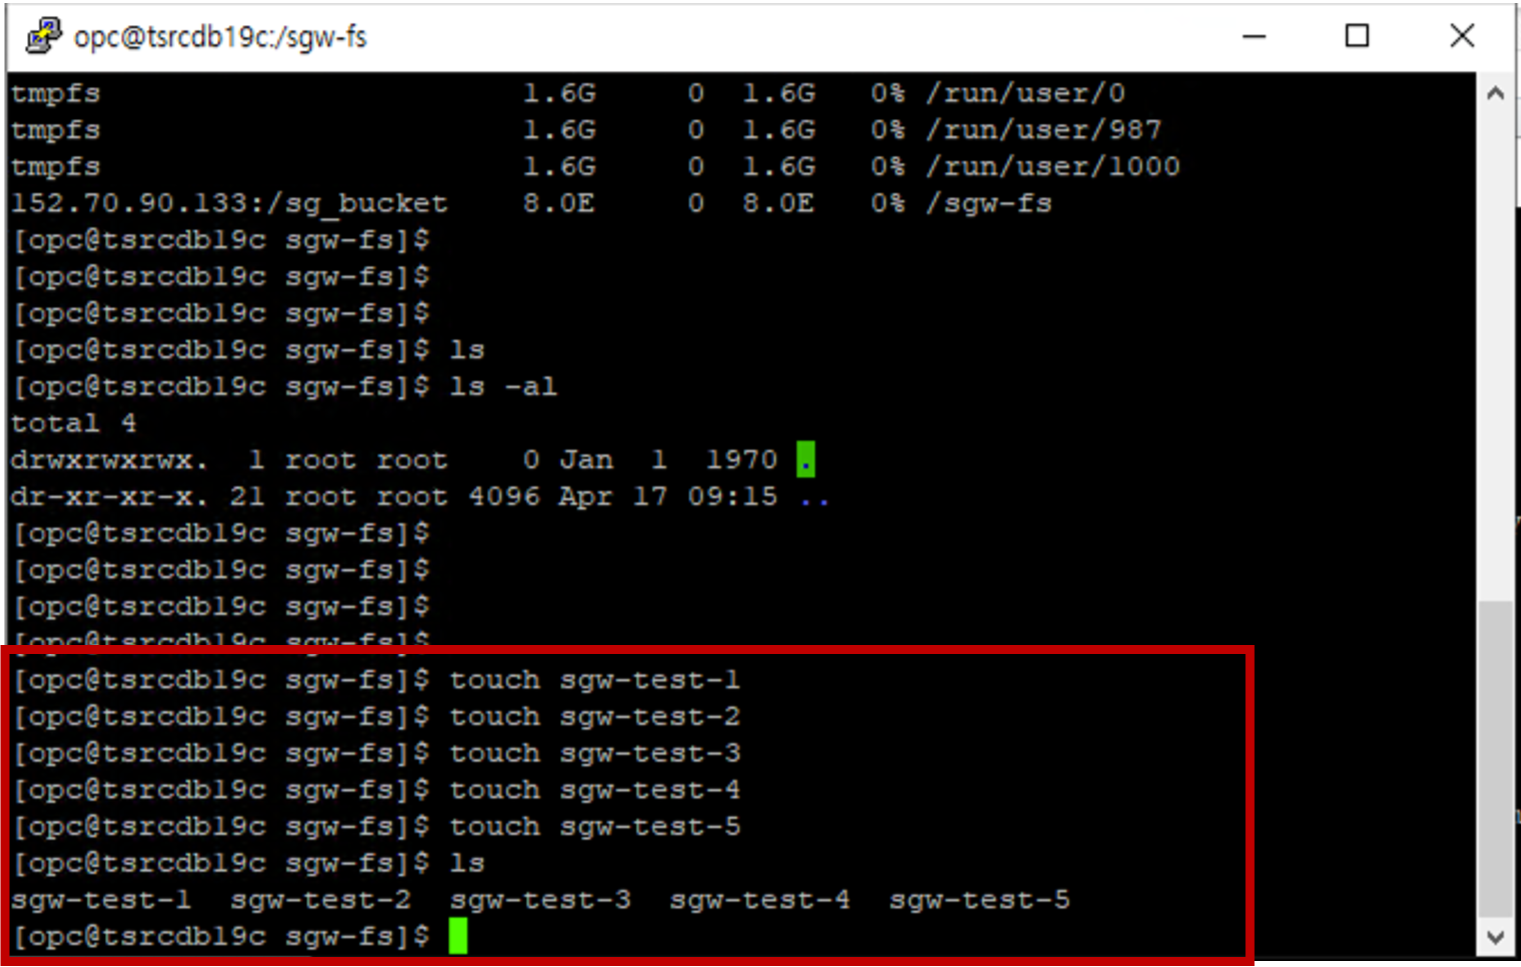 opc@tsrcdb19c:/sgw-fs
tmpfs 1.6G 0 1.6G 0% /run/user/0
tmpfs 1.6G 0 1.6G 0% /run/user/987
tmpfs 1.6G 0 1.6G 0% /run/user/1000
152.70.90.133:/sg_bucket 8.0E 0 8.0E 0% /sgw-fs
[opc@tsrcdb19c sgw-fs]$
[opc@tsrcdb19c sgw-fs]$
[opc@tsrcdb19c sgw-fs]$
[opc@tsrcdb19c sgw-fs]$ ls
[opc@tsrcdb19c sgw-fs]$ ls -al
total 4
drwxrwxrwx. 1 root root 0 Jan 1 1970 .
dr-xr-xr-x. 21 root root 4096 Apr 17 09:15 ..
[opc@tsrcdb19c sgw-fs]$
[opc@tsrcdb19c sgw-fs]$
[opc@tsrcdb19c sgw-fs]$
[opc@tsrcdb19c sgw-fs]$
[opc@tsrcdb19c sgw-fs]$ touch sgw-test-1
[opc@tsrcdb19c sgw-fs]$ touch sgw-test-2
[opc@tsrcdb19c sgw-fs]$ touch sgw-test-3
[opc@tsrcdb19c sgw-fs]$ touch sgw-test-4
[opc@tsrcdb19c sgw-fs]$ touch sgw-test-5
[opc@tsrcdb19c sgw-fs]$ ls
sgw-test-1 sgw-test-2 sgw-test-3 sgw-test-4 sgw-test-5
[opc@tsrcdb19c sgw-fs]$